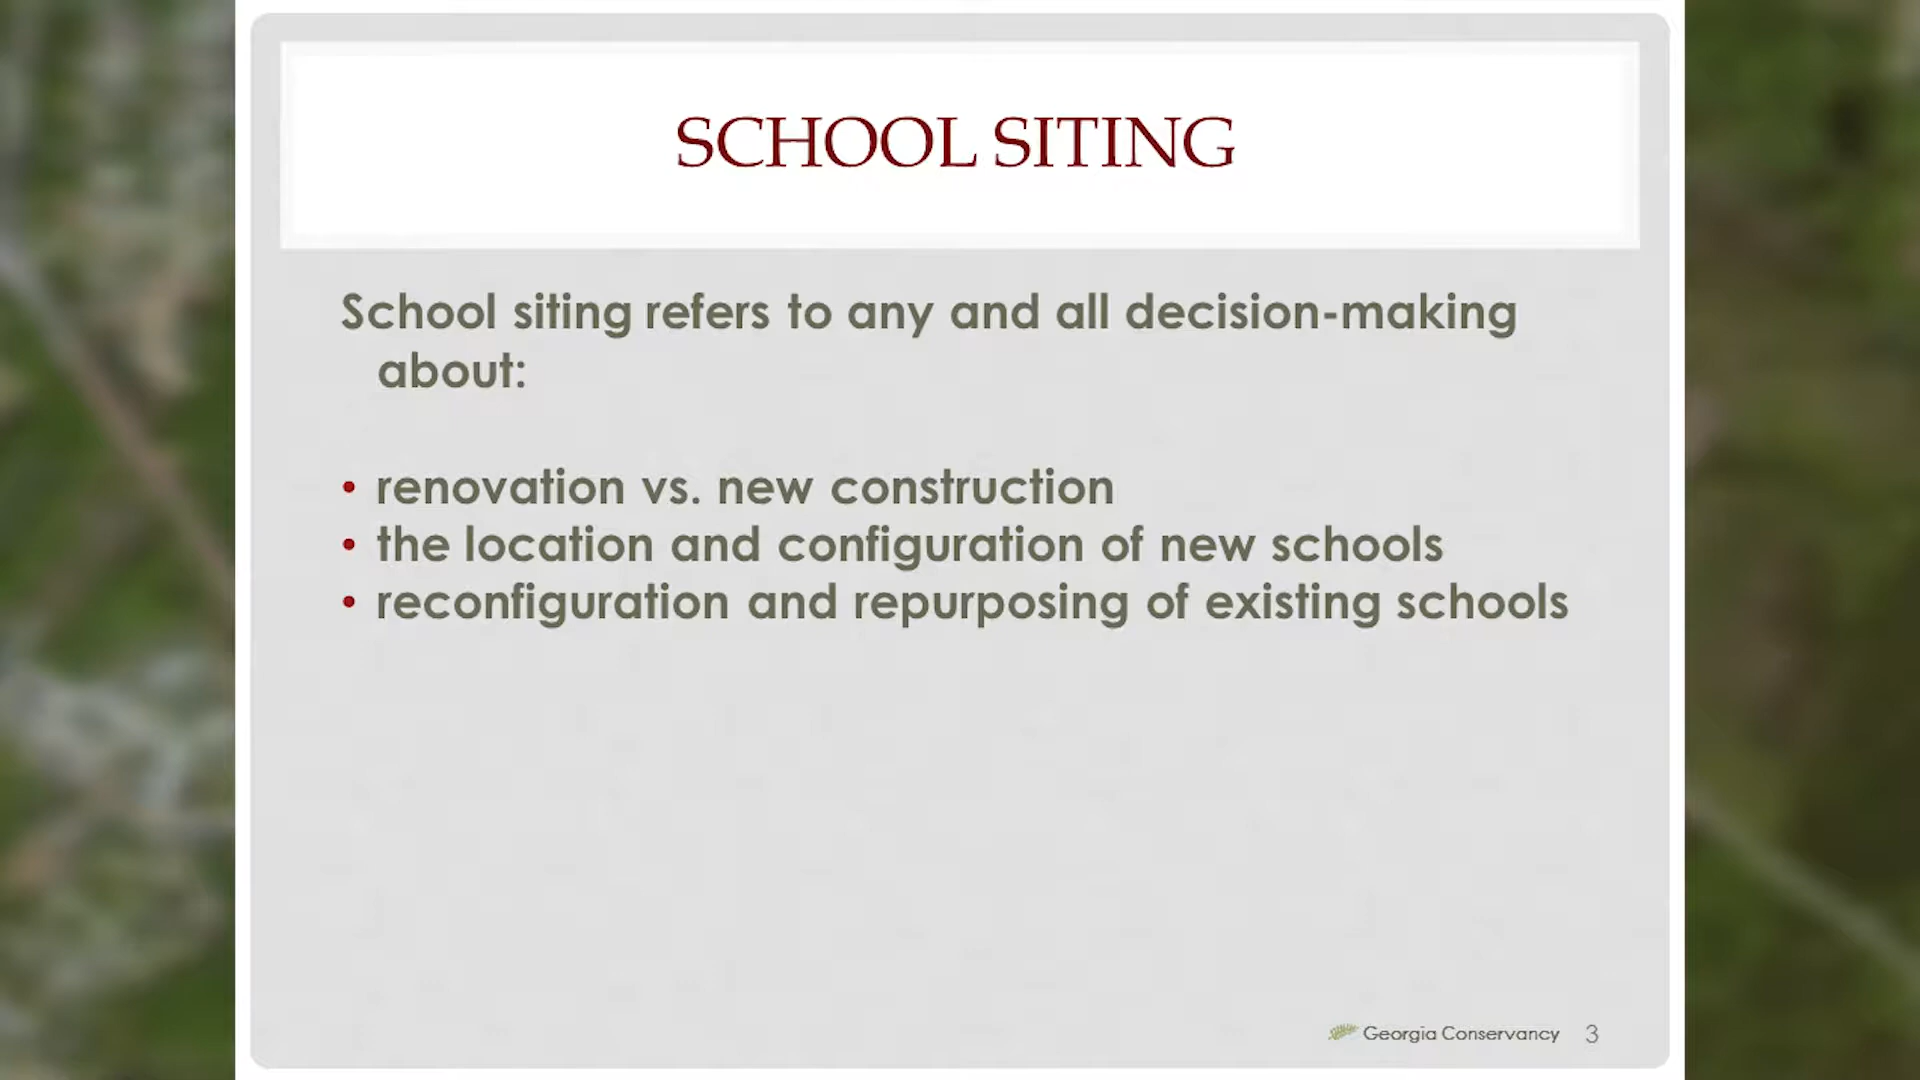 SCHOOL SITING
School siting refers to any and all decision-making
about:
• renovation vs. new construction
• the location and configuration of new schools
• reconfiguration and repurposing of existing schools
Georgia Conservancy 3